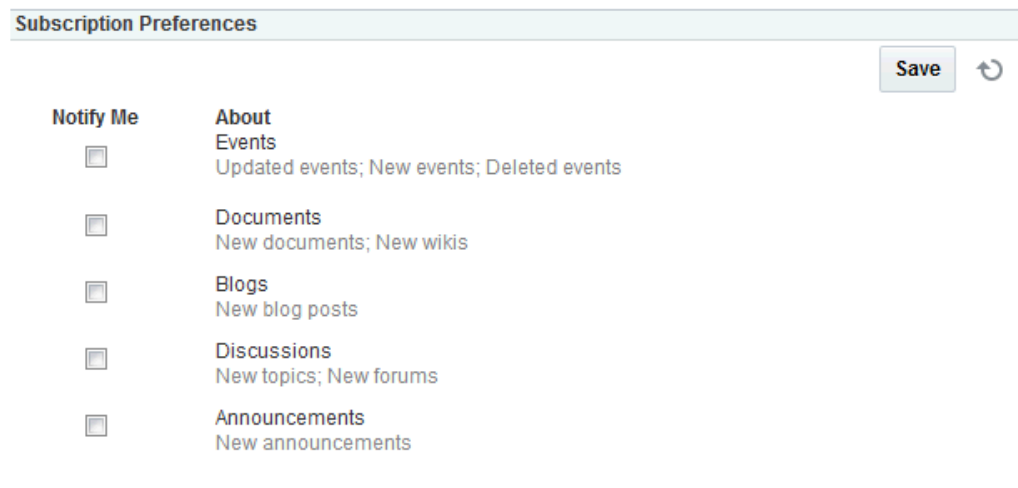 Subscription Preferences
Save
Notify Me About
Events
Updated events; New events; Deleted events
Documents
New documents; New wikis
Blogs
New blog posts
Discussions
New topics; New forums
Announcements
New announcements